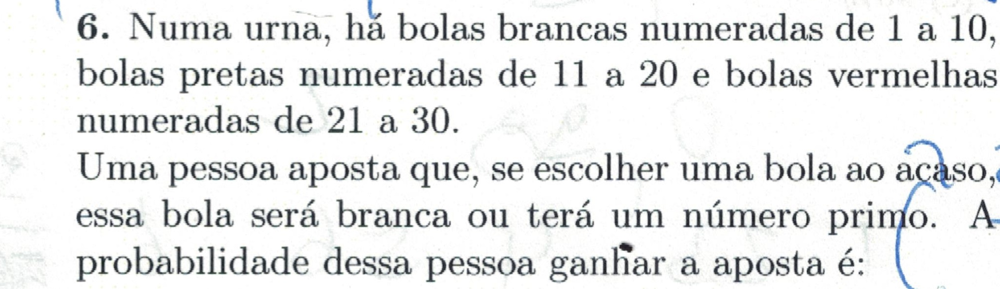 6. Numa urna, há bolas brancas numeradas de 1 a 10,
bolas pretas numeradas de 11 a 20 e bolas vermelhas
numeradas de 21 a 30.
Uma pessoa aposta que, se escolher uma bola ao acaso,
essa bola será branca ou terá um número primo. A
probabilidade dessa pessoa ganhar a aposta é: